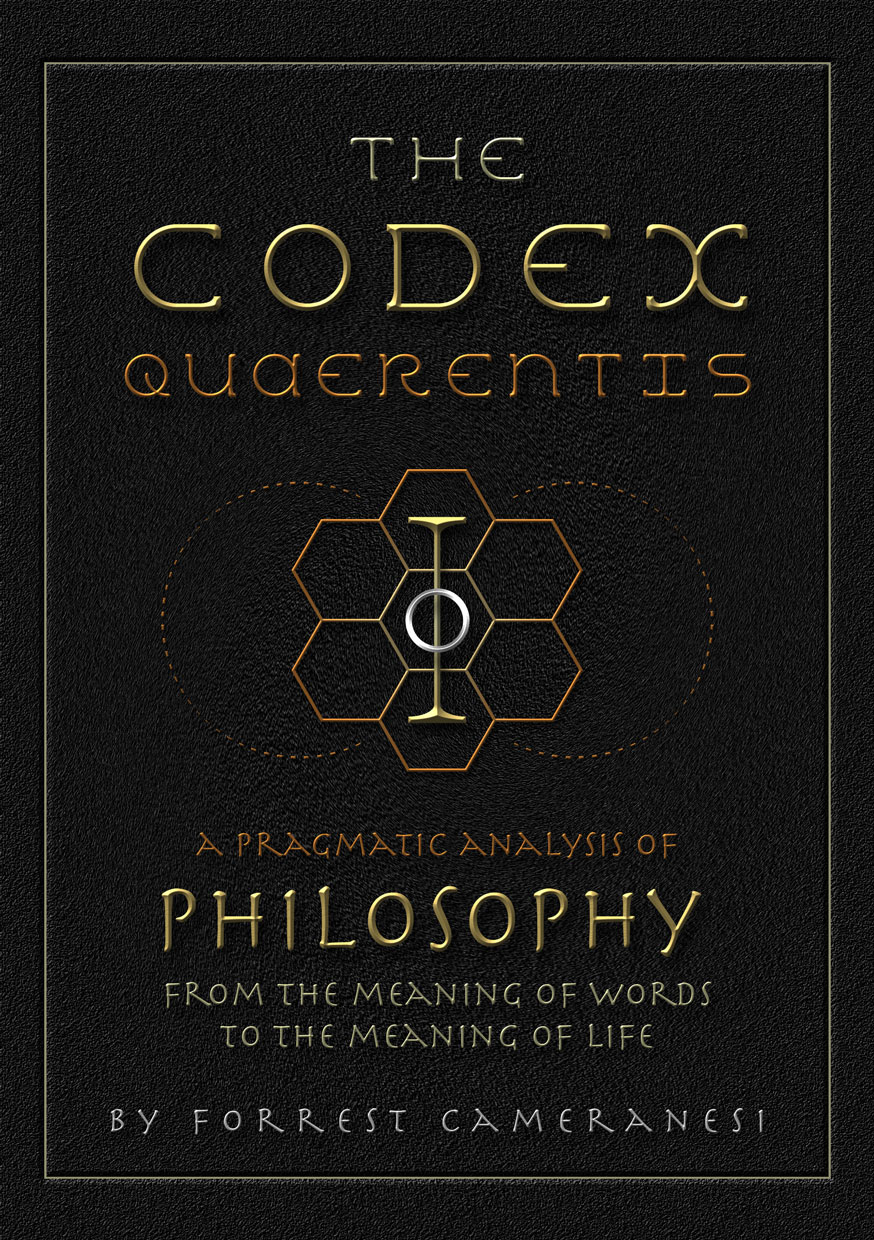 THE
CODEX
QUAERENTIS
A PRAGMATIC ANALYSIS OF
PHILOSOPHY
FROM THE MEANING OF WORDS
TO THE MEANING OF LIFE
BY FORREST CAMERANESI